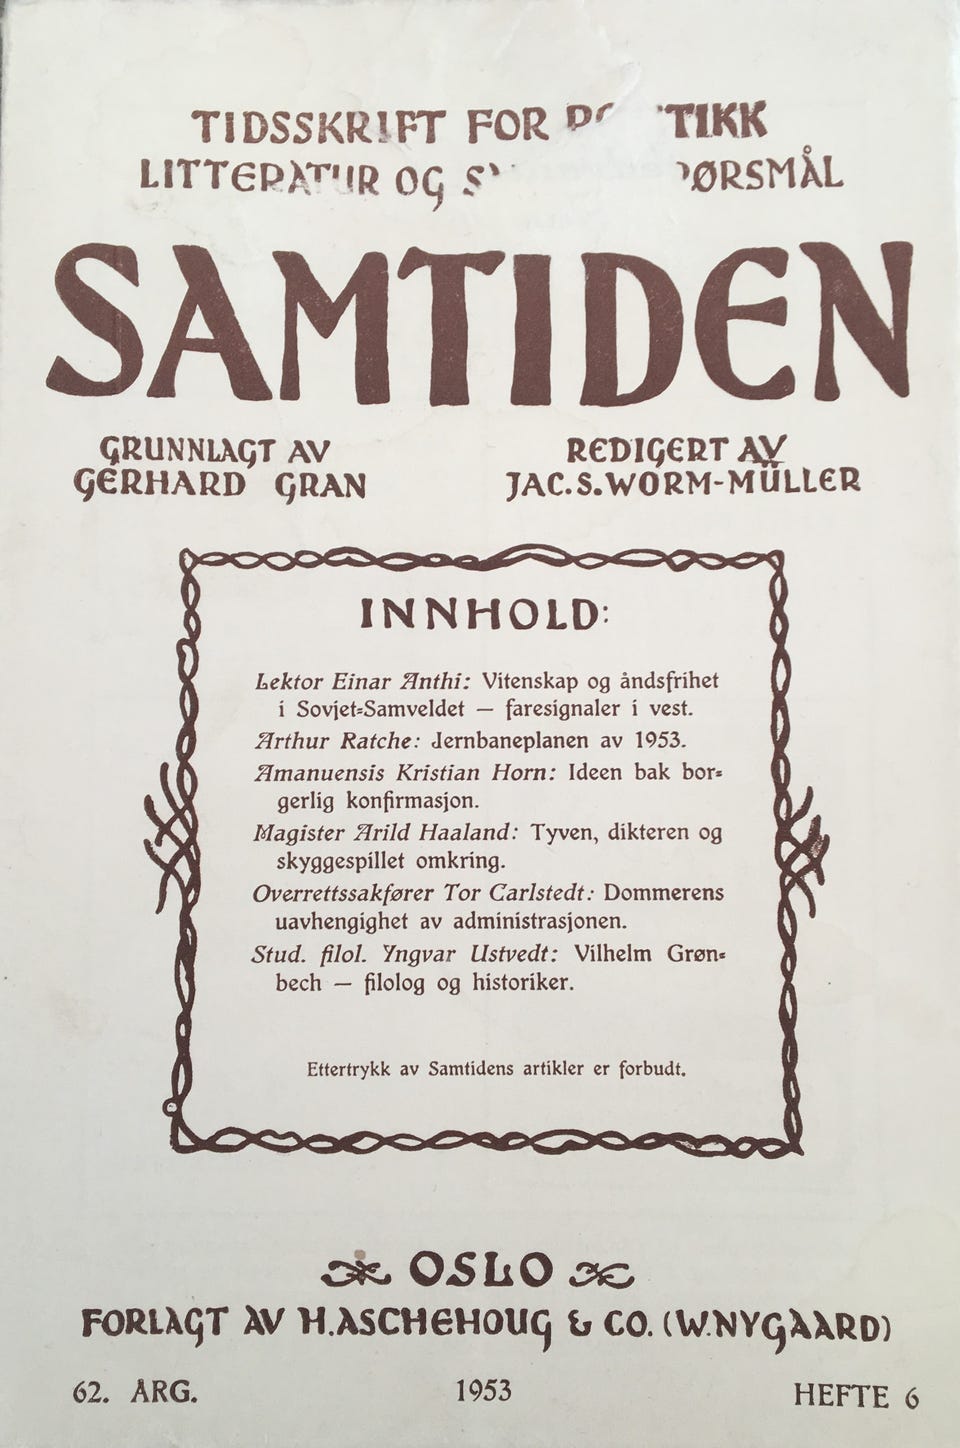 TIDSSKRIFT FOR
LITTERATUR OG
SAMTIDEN
GRUNNLAGT AV
GERHARD GRAN
REDIGERT AV
JAC. S. WORM-MÜLLER
INNHOLD:
Lektor Einar Anthi: Vitenskap og åndsfrihet
i Sovjet-Samveldet — faresignaler i vest.
Arthur Ratche: Jernbaneplanen av 1953.
Amanuensis Kristian Horn: Ideen bak bor-
gerlig konfirmasjon.
Magister Arild Haaland: Tyven, dikteren og
skyggespillet omkring.
Overrettssakfører Tor Carlstedt: Dommerens
uavhengighet av administrasjonen.
Stud. filol. Yngvar Ustvedt: Vilhelm Grøn-
bech — filolog og historiker.
Ettertrykk av Samtidens artikler er forbudt.
OSLO
FORLAGT AV H. ASCHEHOUG & CO. (W. NYGAARD)
62. ARG.
1953
HEFTE 6